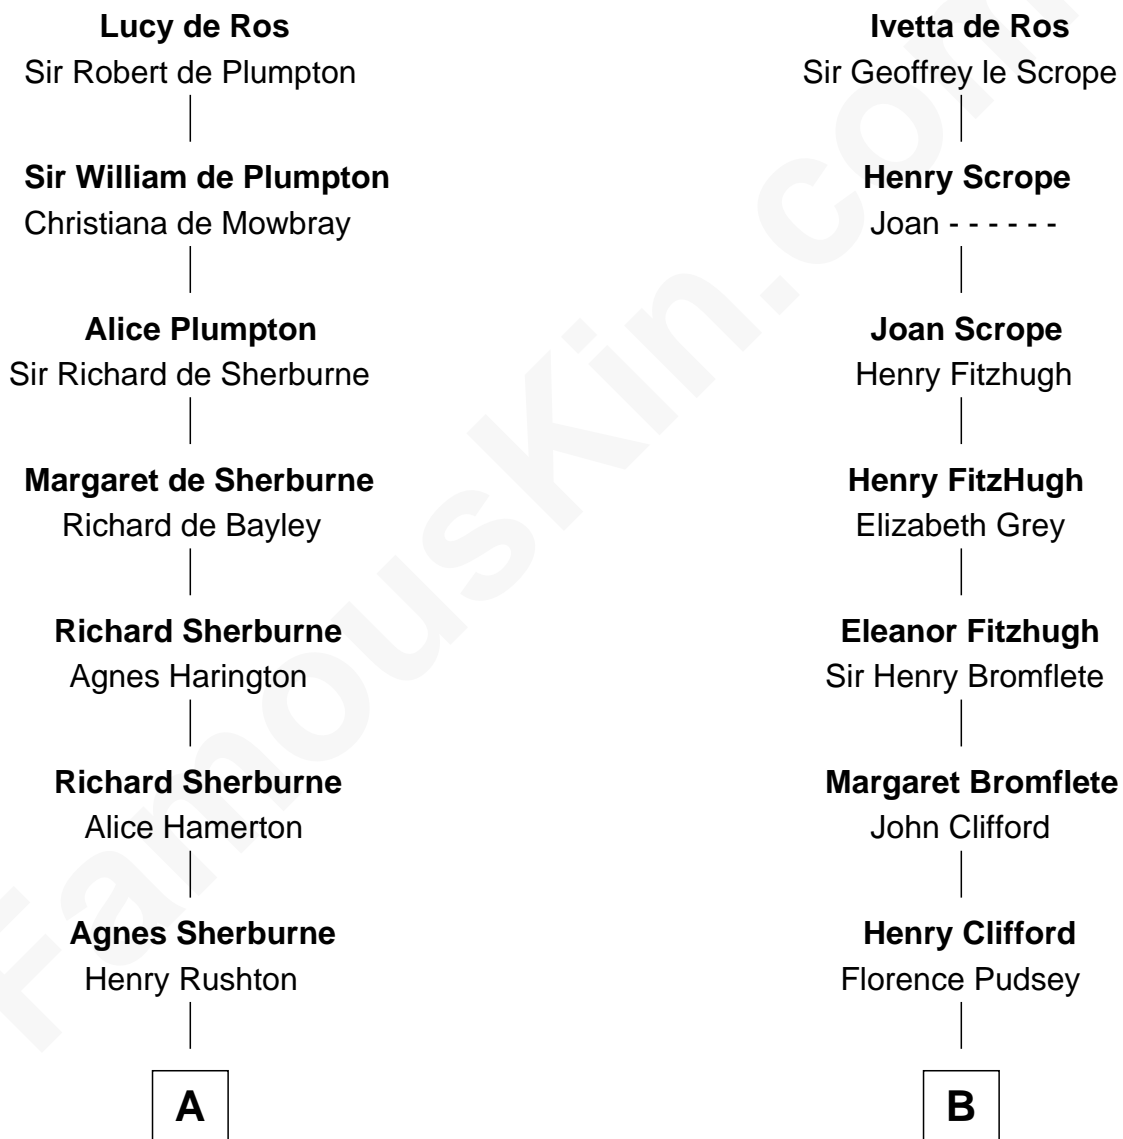 Lucy de Ros
Sir Robert de Plumpton
Sir William de Plumpton
Christiana de Mowbray
Alice Plumpton
Sir Richard de Sherburne
Margaret de Sherburne
Richard de Bayley
Richard Sherburne
Agnes Harington
Richard Sherburne
Alice Hamerton
Agnes Sherburne
Henry Rushton
A
Ivetta de Ros
Sir Geoffrey le Scrope
Henry Scrope
Joan - - - - - -
Joan Scrope
Henry Fitzhugh
Henry FitzHugh
Elizabeth Grey
Eleanor Fitzhugh
Sir Henry Bromflete
Margaret Bromflete
John Clifford
Henry Clifford
Florence Pudsey
B
FamousKin.com